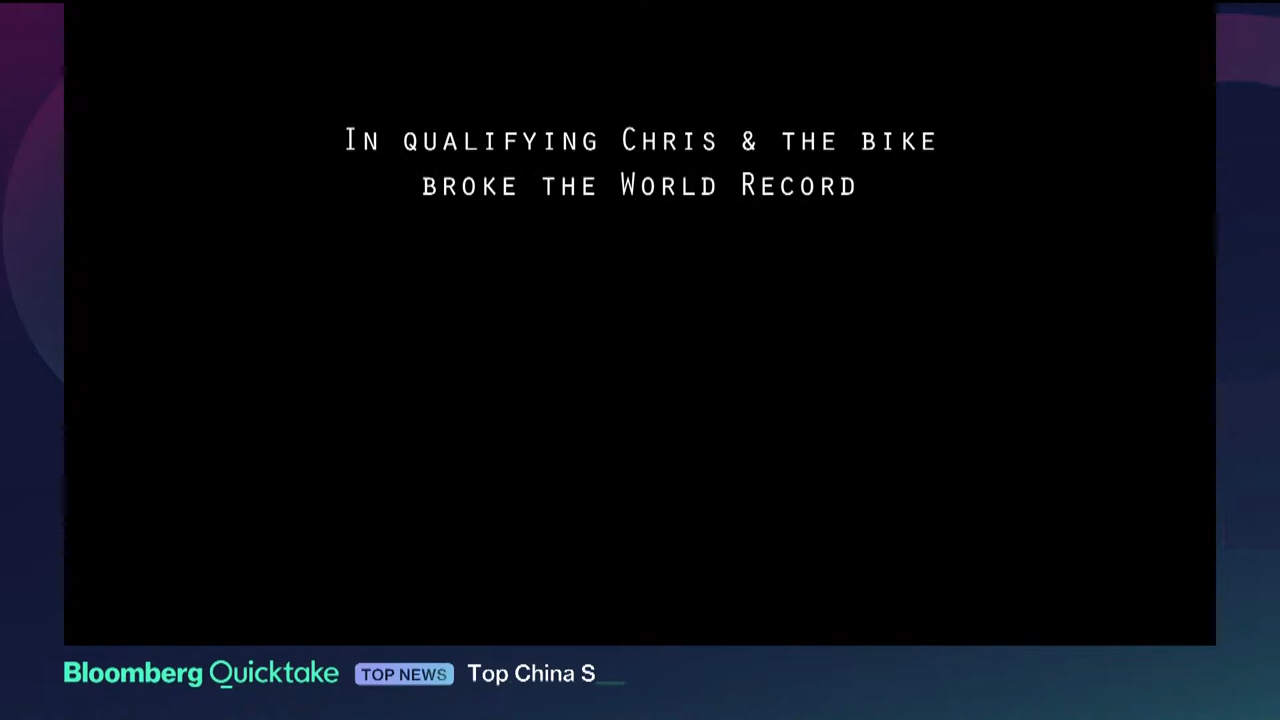 In qualifying Chris & the bike
broke the World Record
Bloomberg Quicktake TOP NEWS Top China S